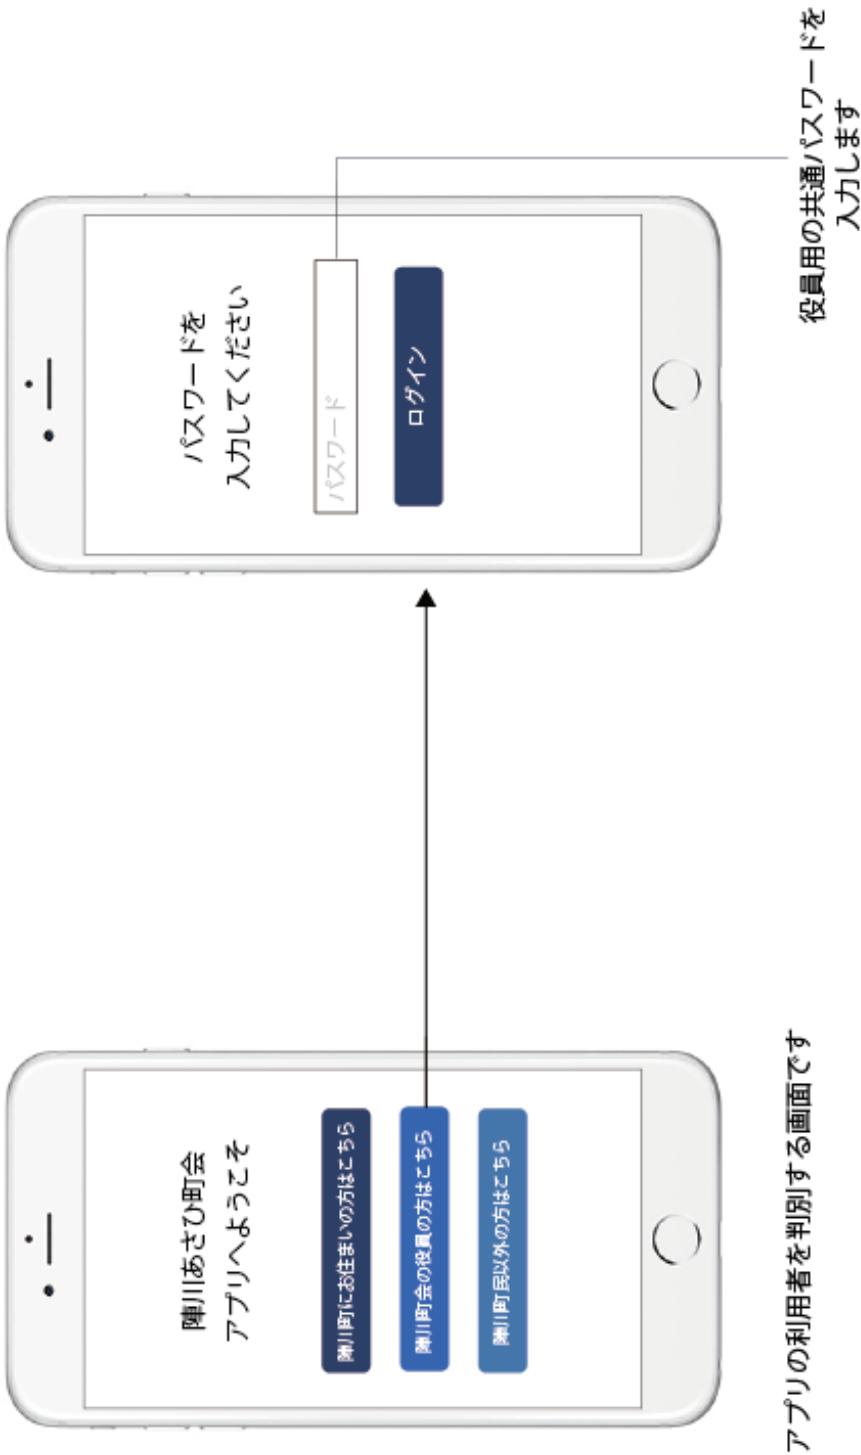 陣川あさひ町会
アプリへようこそ
陣川町にお住まいの方はこちら
陣川町会の役員の方はこちら
陣川町民以外の方はこちら
アプリの利用者を判別する画面です
パスワードを
入力してください
パスワード
ログイン
役員用の共通パスワードを
入力します